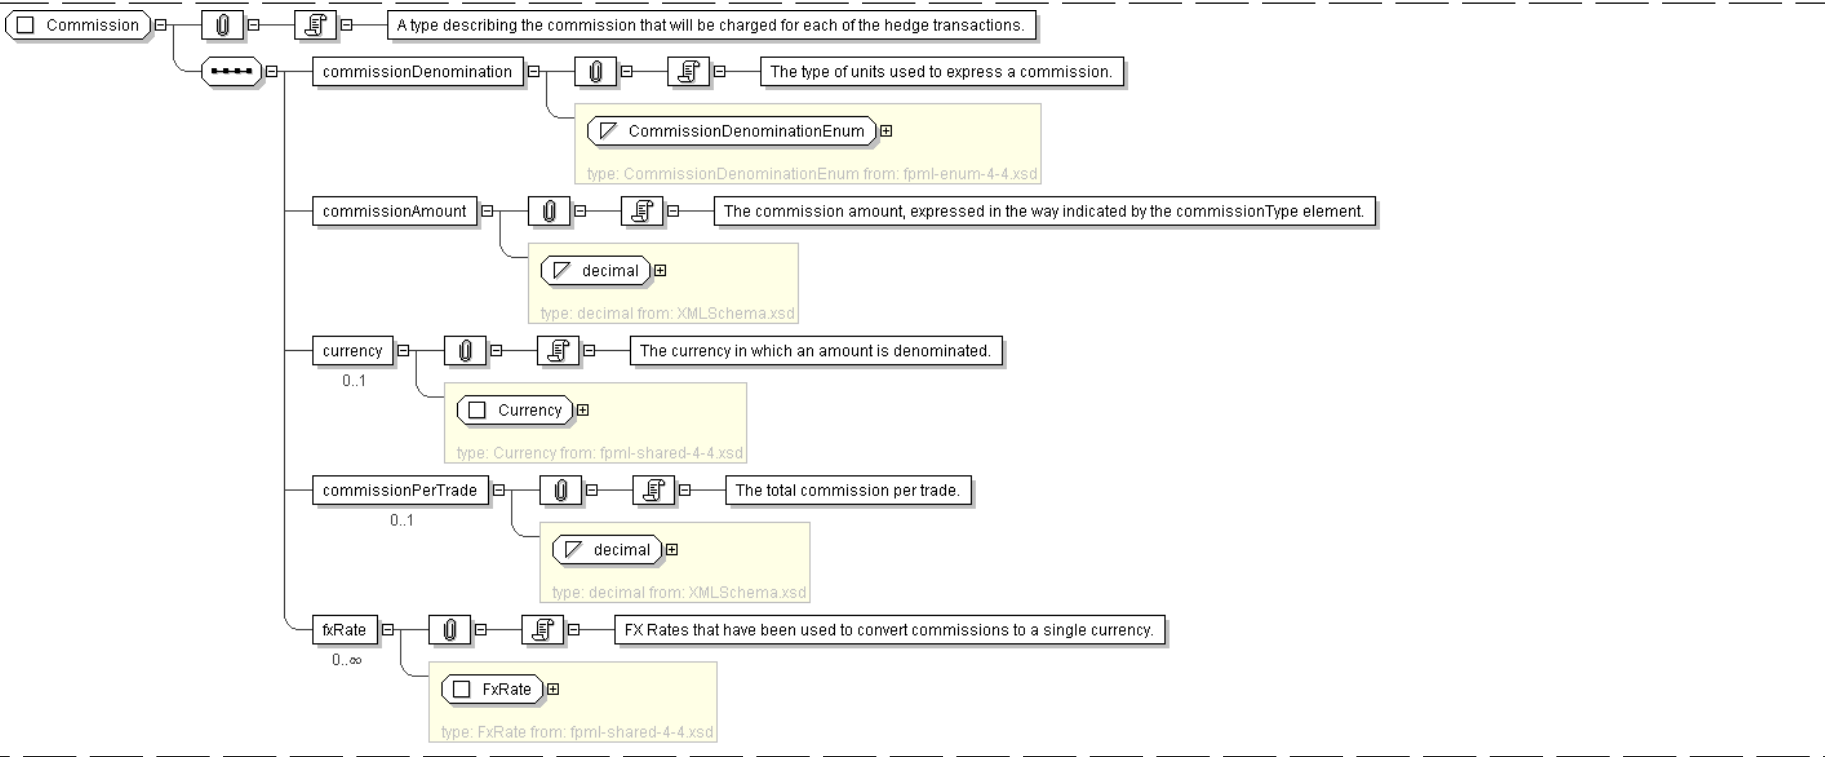 Commission
A type describing the commission that will be charged for each of the hedge transactions.
commissionDenomination
The type of units used to express a commission.
CommissionDenominationEnum
type: CommissionDenominationEnum from: fpml-enum-4-4.xsd
commissionAmount
The commission amount, expressed in the way indicated by the commissionType element.
decimal
type: decimal from: XMLSchema.xsd
currency
The currency in which an amount is denominated.
0..1
Currency
type: Currency from: fpml-shared-4-4.xsd
commissionPerTrade
The total commission per trade.
0..1
decimal
type: decimal from: XMLSchema.xsd
fxRate
FX Rates that have been used to convert commissions to a single currency.
0..∞
FxRate
type: FxRate from: fpml-shared-4-4.xsd